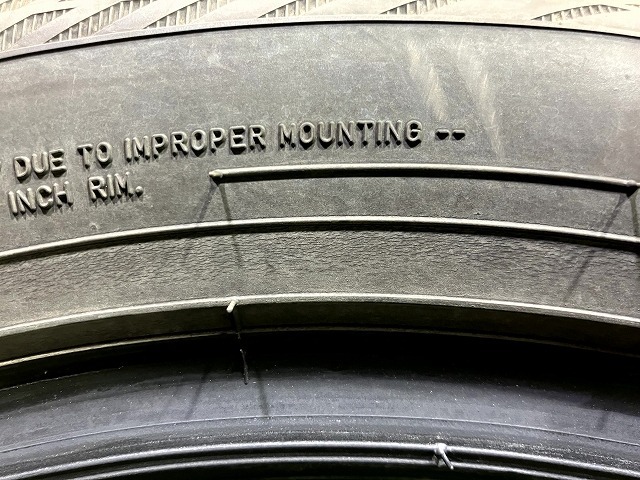 DUE TO IMPROPER MOUNTING --
INCH RIM.